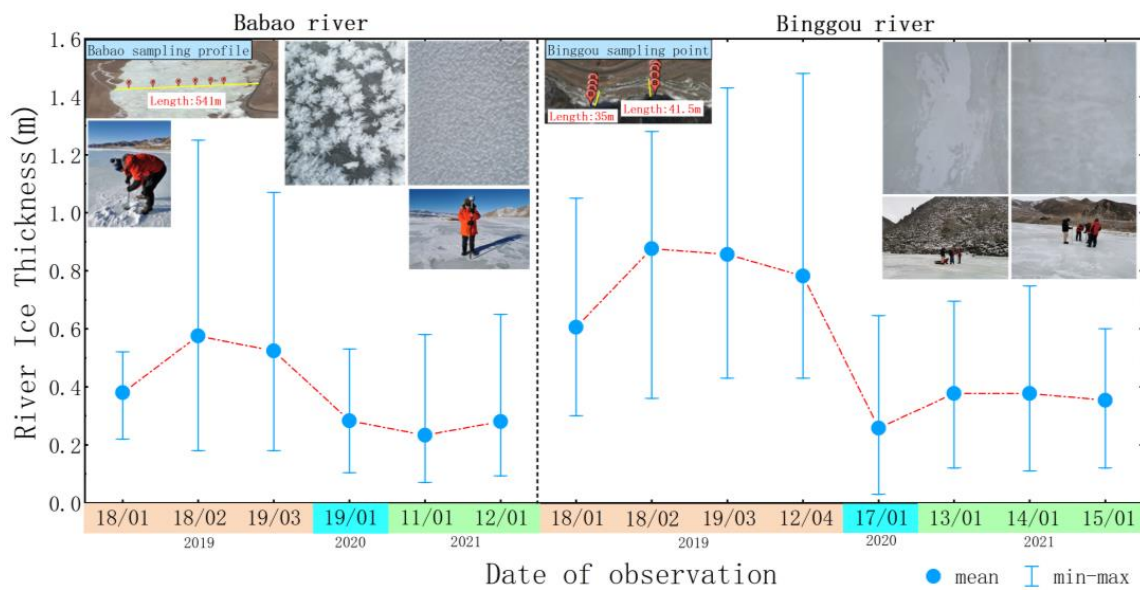 Babao river
Binggou river
River Ice Thickness(m)
1.6
1.4
1.2
1.0
0.8
0.6
0.4
0.2
0.0
Babao sampling profile
Length:541m
Binggou sampling point
Length:35m
Length:41.5m
18/01 18/02 19/03 19/01 11/01 12/01 18/01 18/02 19/03 12/04 17/01 13/01 14/01 15/01
2019 2020 2021 2019 2020 2021
Date of observation
mean min-max